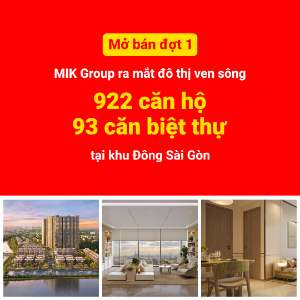 Mở bán đợt 1
MIK Group ra mắt đô thị ven sông
922 căn hộ
93 căn biệt thự
tại khu Đông Sài Gòn